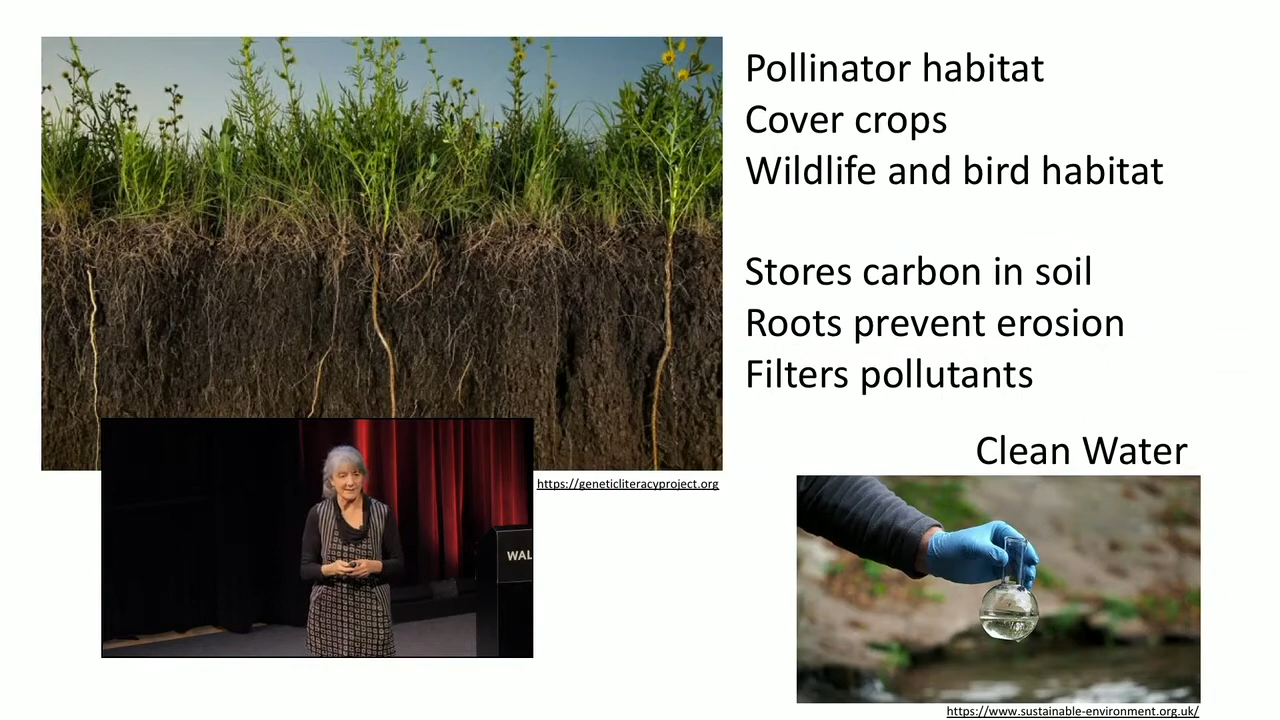 Pollinator habitat
Cover crops
Wildlife and bird habitat
Stores carbon in soil
Roots prevent erosion
Filters pollutants
Clean Water
https://geneticliteracyproject.org
WAL
https://www.sustainable-environment.org.uk/